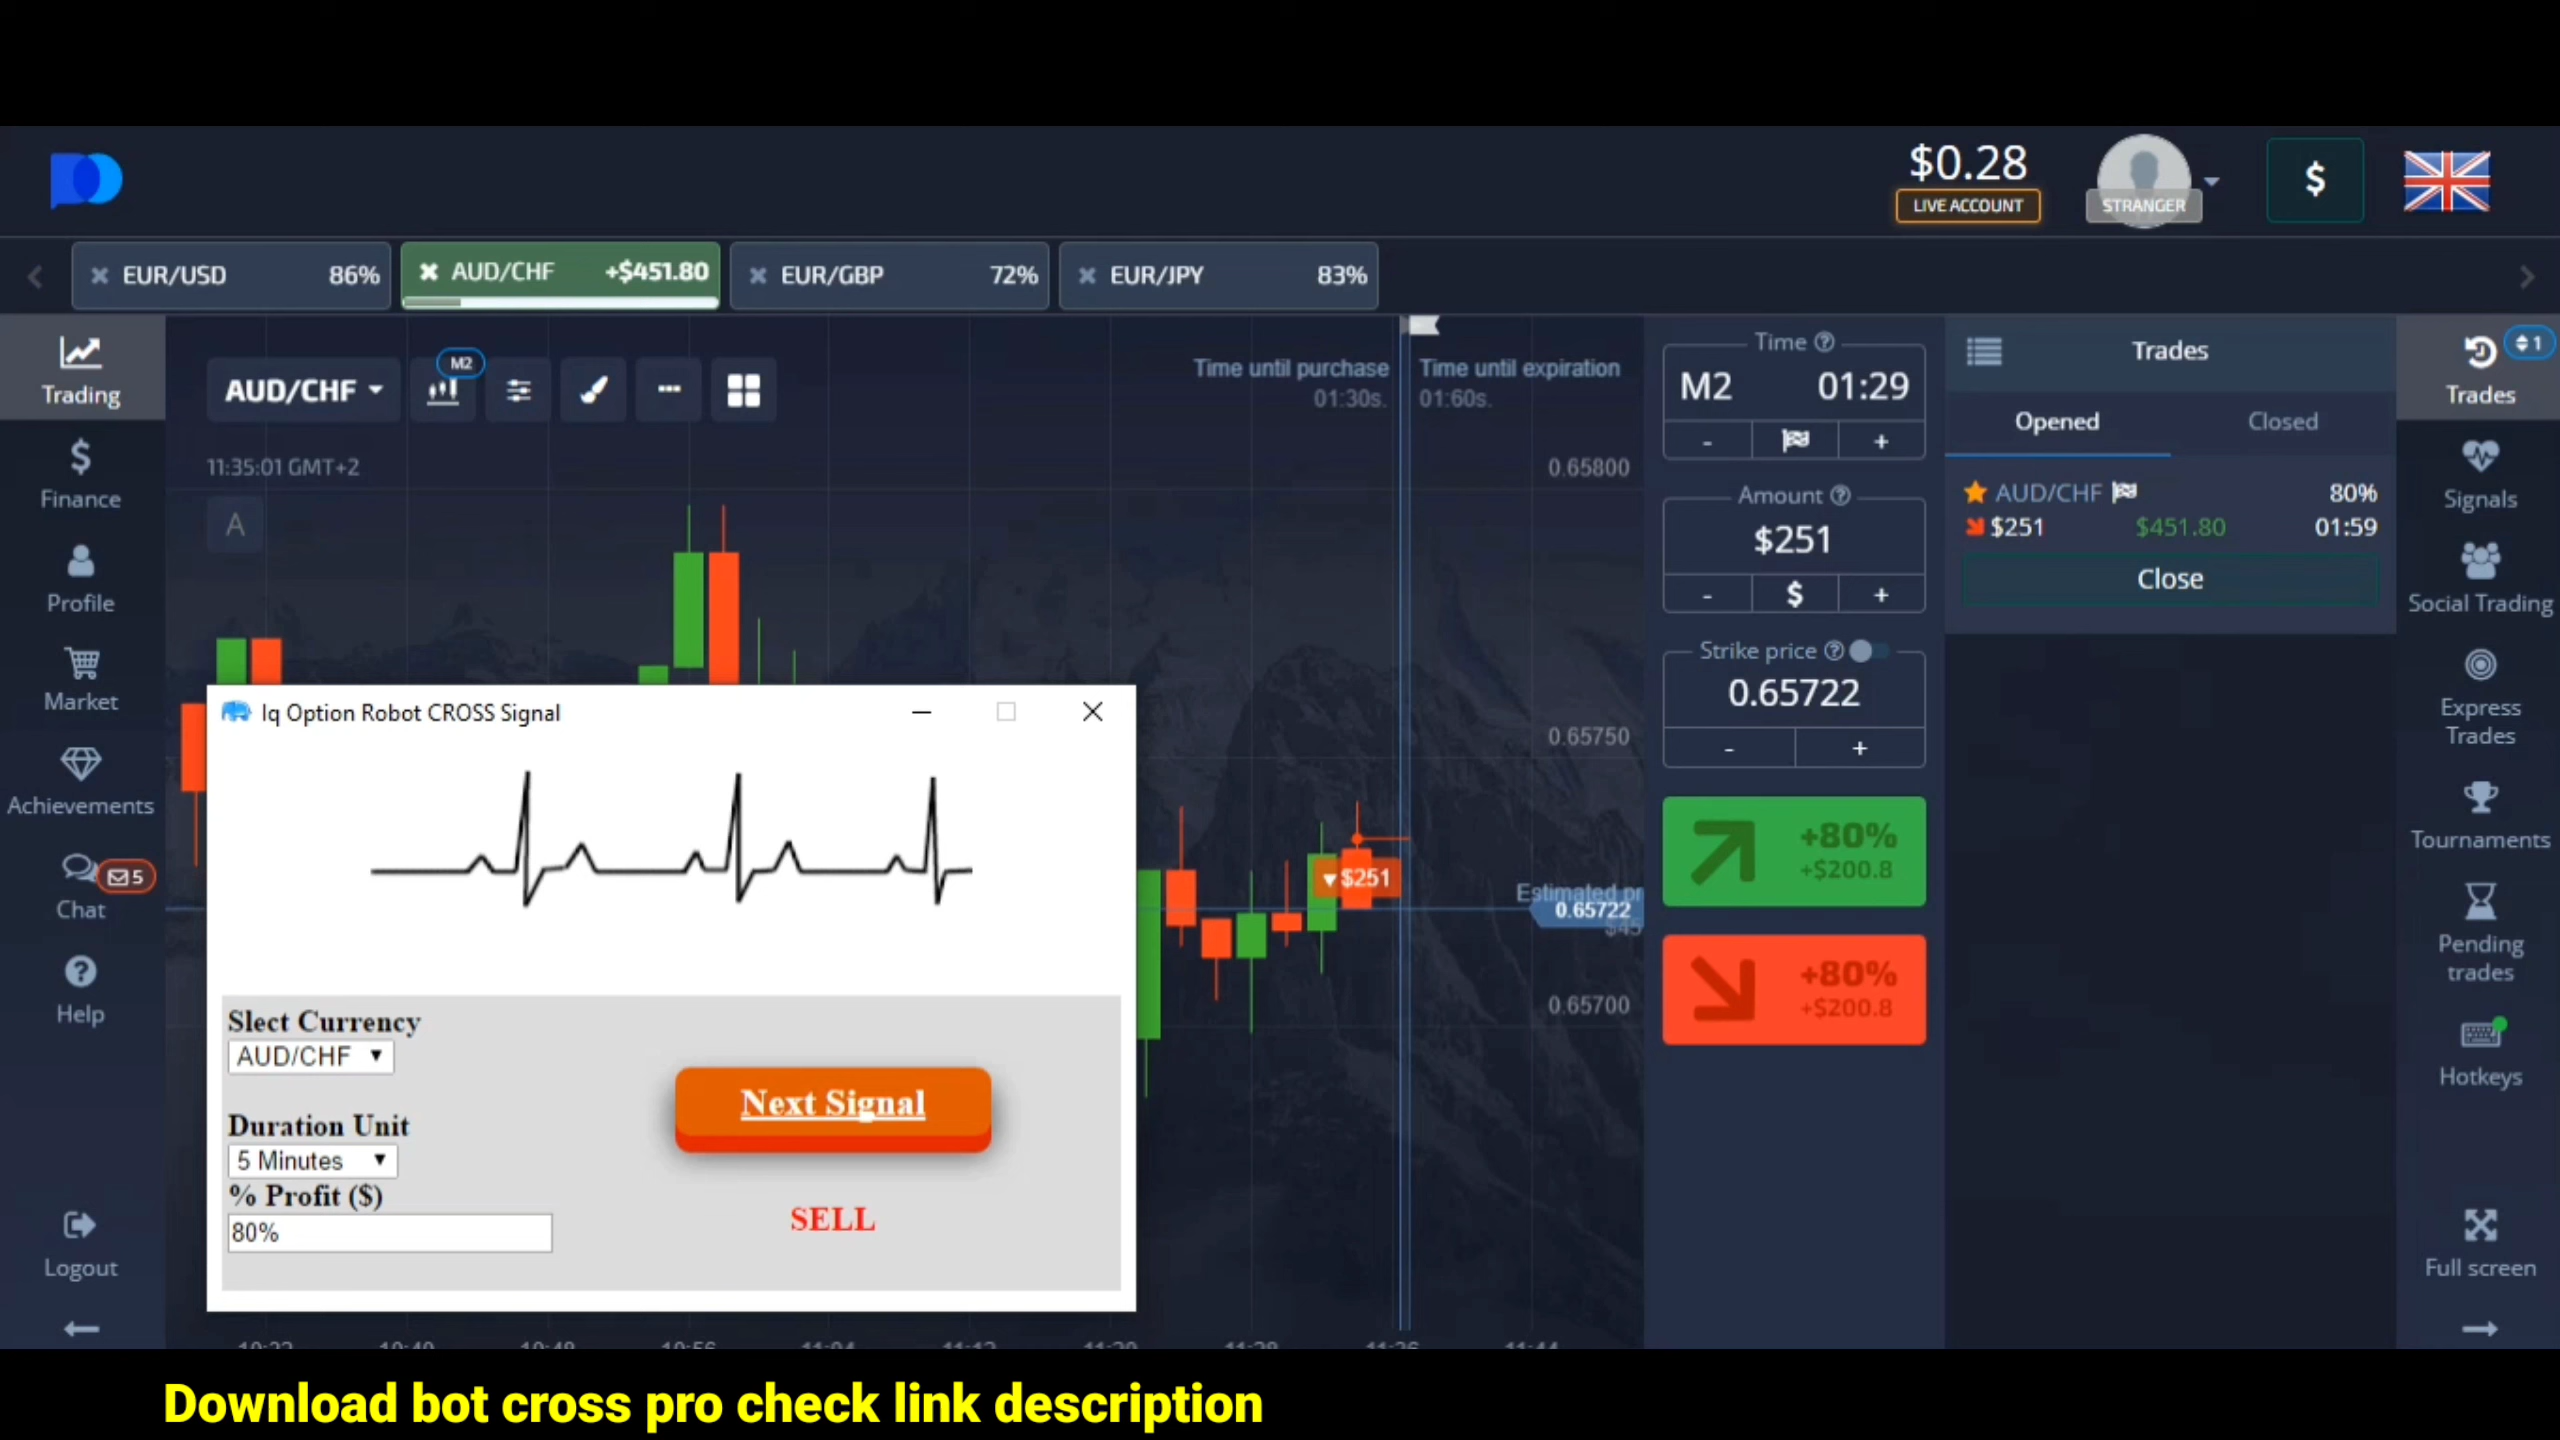 $0.28
LIVE ACCOUNT
STRANGER
$
EUR/USD 86%
AUD/CHF +$451.80
EUR/GBP 72%
EUR/JPY 83%
Trading
Finance
Profile
Market
Achievements
5
Chat
Help
Logout
AUD/CHF
M2
11:35:01 GMT+2
A
Time until purchase
01:30s.
Time until expiration
01:60s.
0.65800
0.65750
0.65722
0.65700
Estimated pr
$45
$251
Time
M2 01:29
- +
Amount
$251
- $ +
Strike price
0.65722
- +
+80%
+$200.8
+80%
+$200.8
Trades
Opened Closed
AUD/CHF 80%
$251 $451.80 01:59
Close
1
Trades
Signals
Social Trading
Express
Trades
Tournaments
Pending
trades
Hotkeys
Full screen
Iq Option Robot CROSS Signal
Slect Currency
AUD/CHF
Duration Unit
5 Minutes
% Profit ($)
80%
Next Signal
SELL
Download bot cross pro check link description